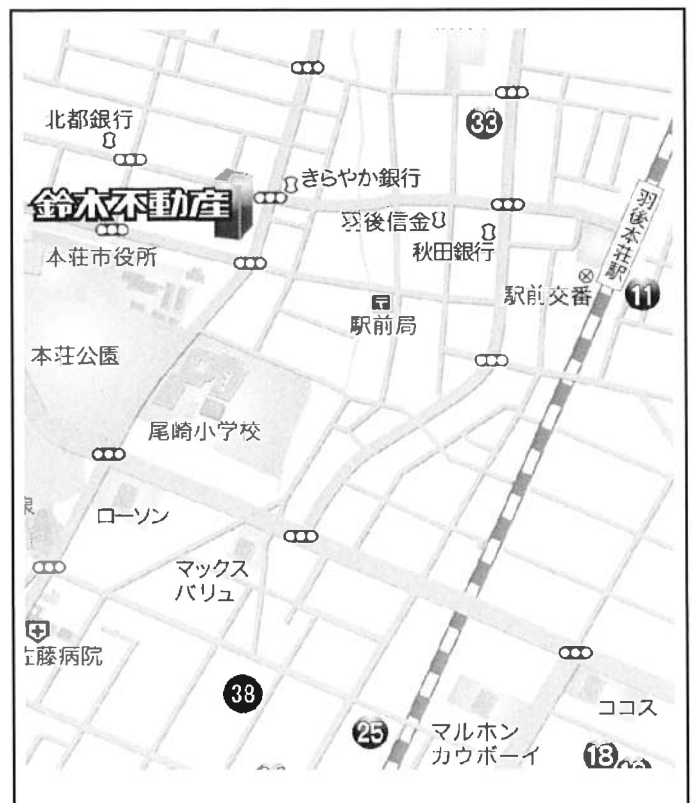 33
北都銀行
きらやか銀行
鈴木不動産
羽後信金
秋田銀行
羽後本荘駅
本荘市役所
駅前交番
11
〒
駅前局
本荘公園
尾崎小学校
ローソン
マックス
バリュ
藤病院
38
ココス
25
マルホン
カウボーイ
18